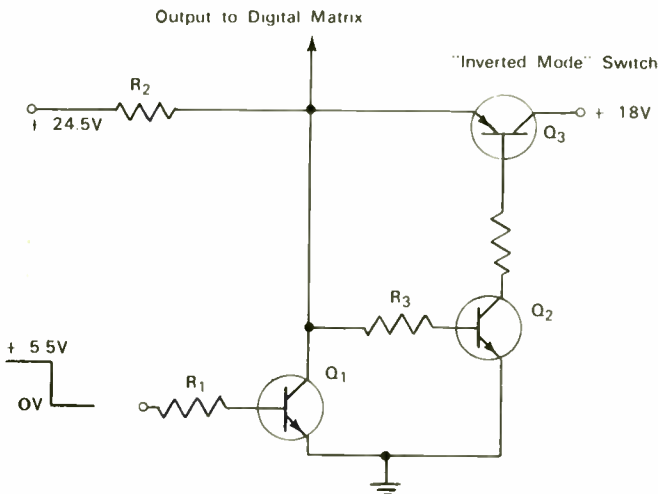 Output to Digital Matrix
"Inverted Mode" Switch
R2
+ 24.5V
Q3
+ 18V
R3
Q2
+ 5 5V
0V
R1
Q1